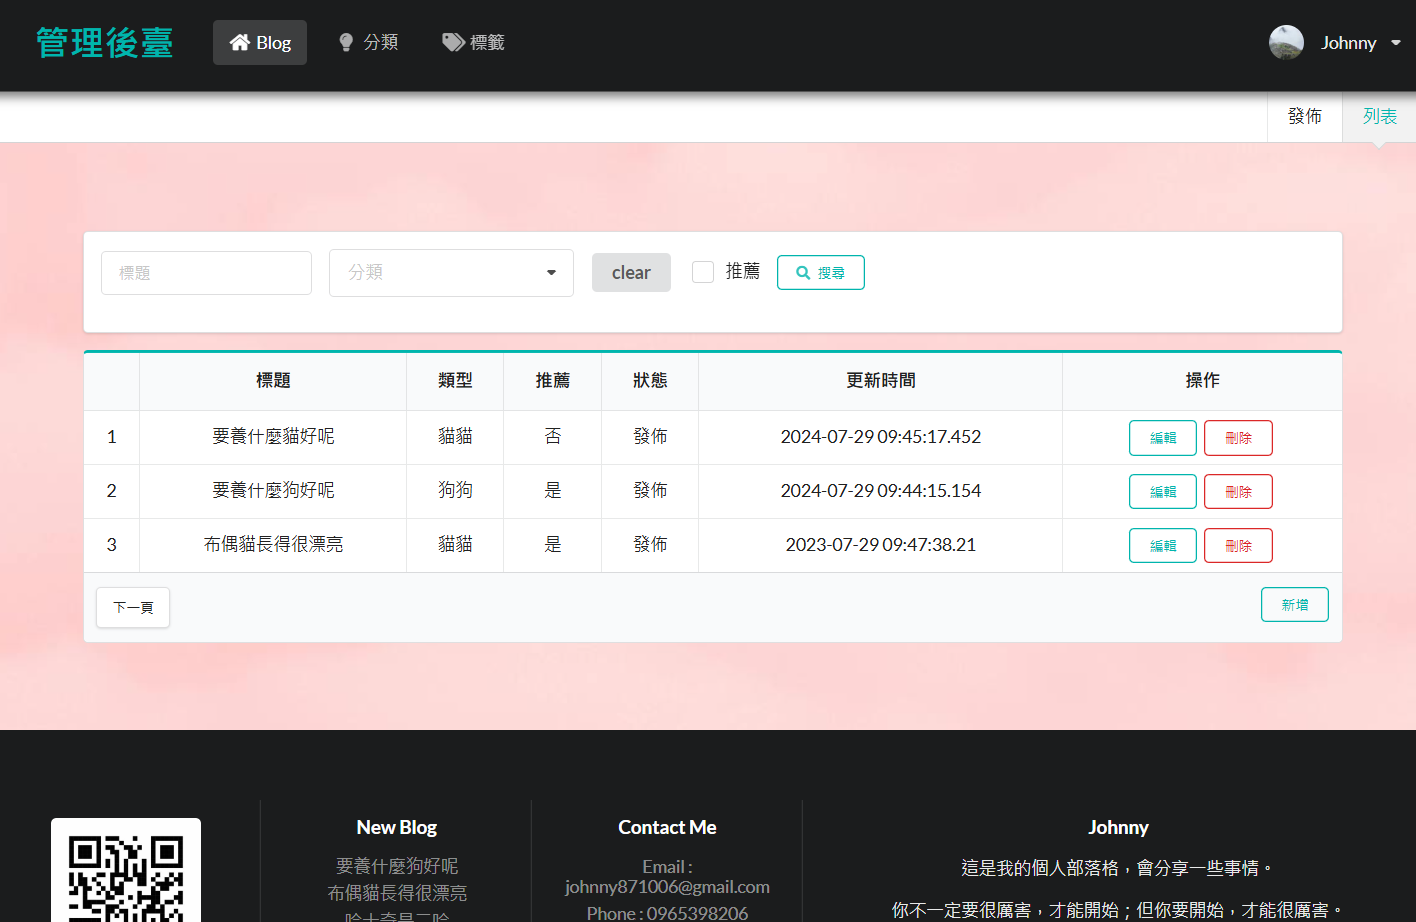 管理後臺 Blog 分類 標籤 Johnny
發佈 列表
標題 分類 clear 推薦 搜尋
標題 類型 推薦 狀態 更新時間 操作
1 要養什麼貓好呢 貓貓 否 發佈 2024-07-29 09:45:17.452 編輯 刪除
2 要養什麼狗好呢 狗狗 是 發佈 2024-07-29 09:44:15.154 編輯 刪除
3 布偶貓長得很漂亮 貓貓 是 發佈 2023-07-29 09:47:38.21 編輯 刪除
下一頁 新增
New Blog
要養什麼狗好呢
布偶貓長得很漂亮
哈士奇是二哈
Contact Me
Email :
johnny871006@gmail.com
Phone : 0965398206
Johnny
這是我的個人部落格，會分享一些事情。
你不一定要很厲害，才能開始；但你要開始，才能很厲害。